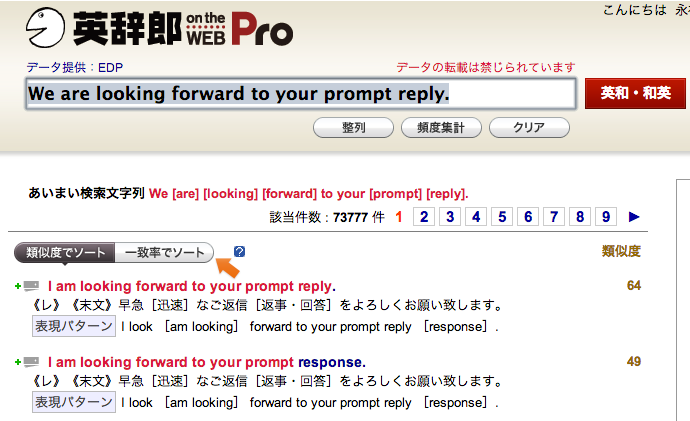 こんにちは 永
英辞郎 on the WEB Pro
データ提供：EDP データの転載は禁じられています
We are looking forward to your prompt reply. 英和・和英
整列 頻度集計 クリア
あいまい検索文字列 We [are] [looking] [forward] to your [prompt] [reply].
該当件数 : 73777 件 1 2 3 4 5 6 7 8 9 ▶
類似度でソート 一致率でソート ? 類似度
+ I am looking forward to your prompt reply. 64
《レ》《末文》早急［迅速］なご返信［返事・回答］をよろしくお願い致します。
表現パターン I look ［am looking］ forward to your prompt reply ［response］.
+ I am looking forward to your prompt response. 49
《レ》《末文》早急［迅速］なご返信［返事・回答］をよろしくお願い致します。
表現パターン I look ［am looking］ forward to your prompt reply ［response］.